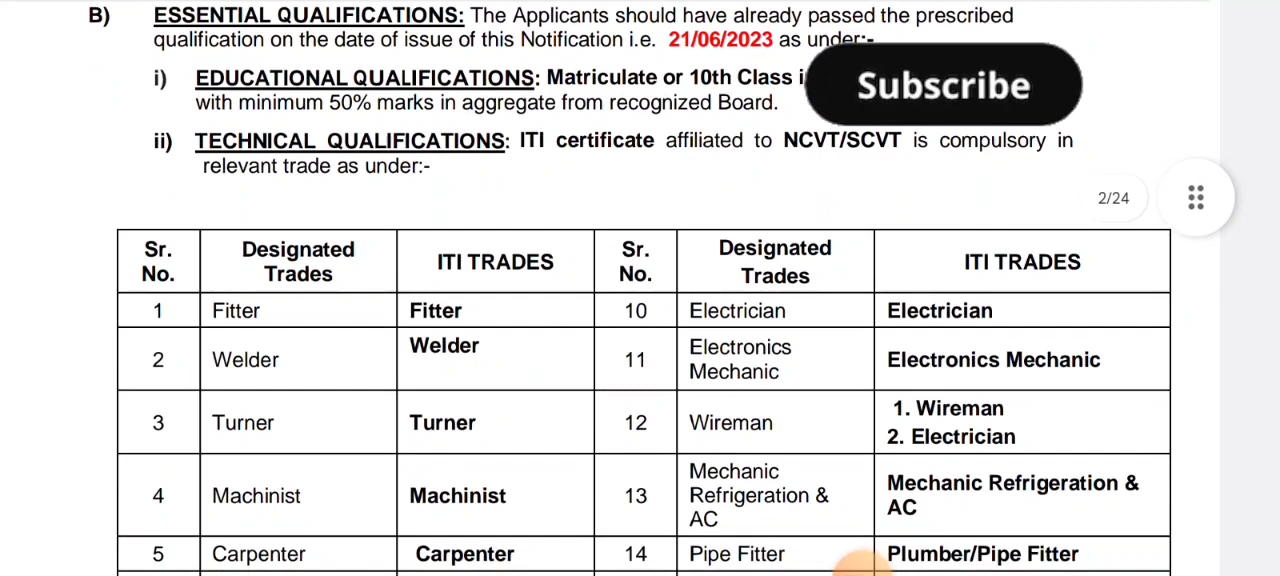 B) ESSENTIAL QUALIFICATIONS: The Applicants should have already passed the prescribed
qualification on the date of issue of this Notification i.e. 21/06/2023 as under:-
i) EDUCATIONAL QUALIFICATIONS: Matriculate or 10th Class
Subscribe
with minimum 50% marks in aggregate from recognized Board.
ii) TECHNICAL QUALIFICATIONS: ITI certificate affiliated to NCVT/SCVT is compulsory in
relevant trade as under:-
2/24
Sr. No. Designated Trades ITI TRADES Sr. No. Designated Trades ITI TRADES
1 Fitter Fitter 10 Electrician Electrician
2 Welder Welder 11 Electronics Mechanic Electronics Mechanic
3 Turner Turner 12 Wireman 1. Wireman
2. Electrician
4 Machinist Machinist 13 Mechanic Refrigeration & AC Mechanic Refrigeration & AC
5 Carpenter Carpenter 14 Pipe Fitter Plumber/Pipe Fitter